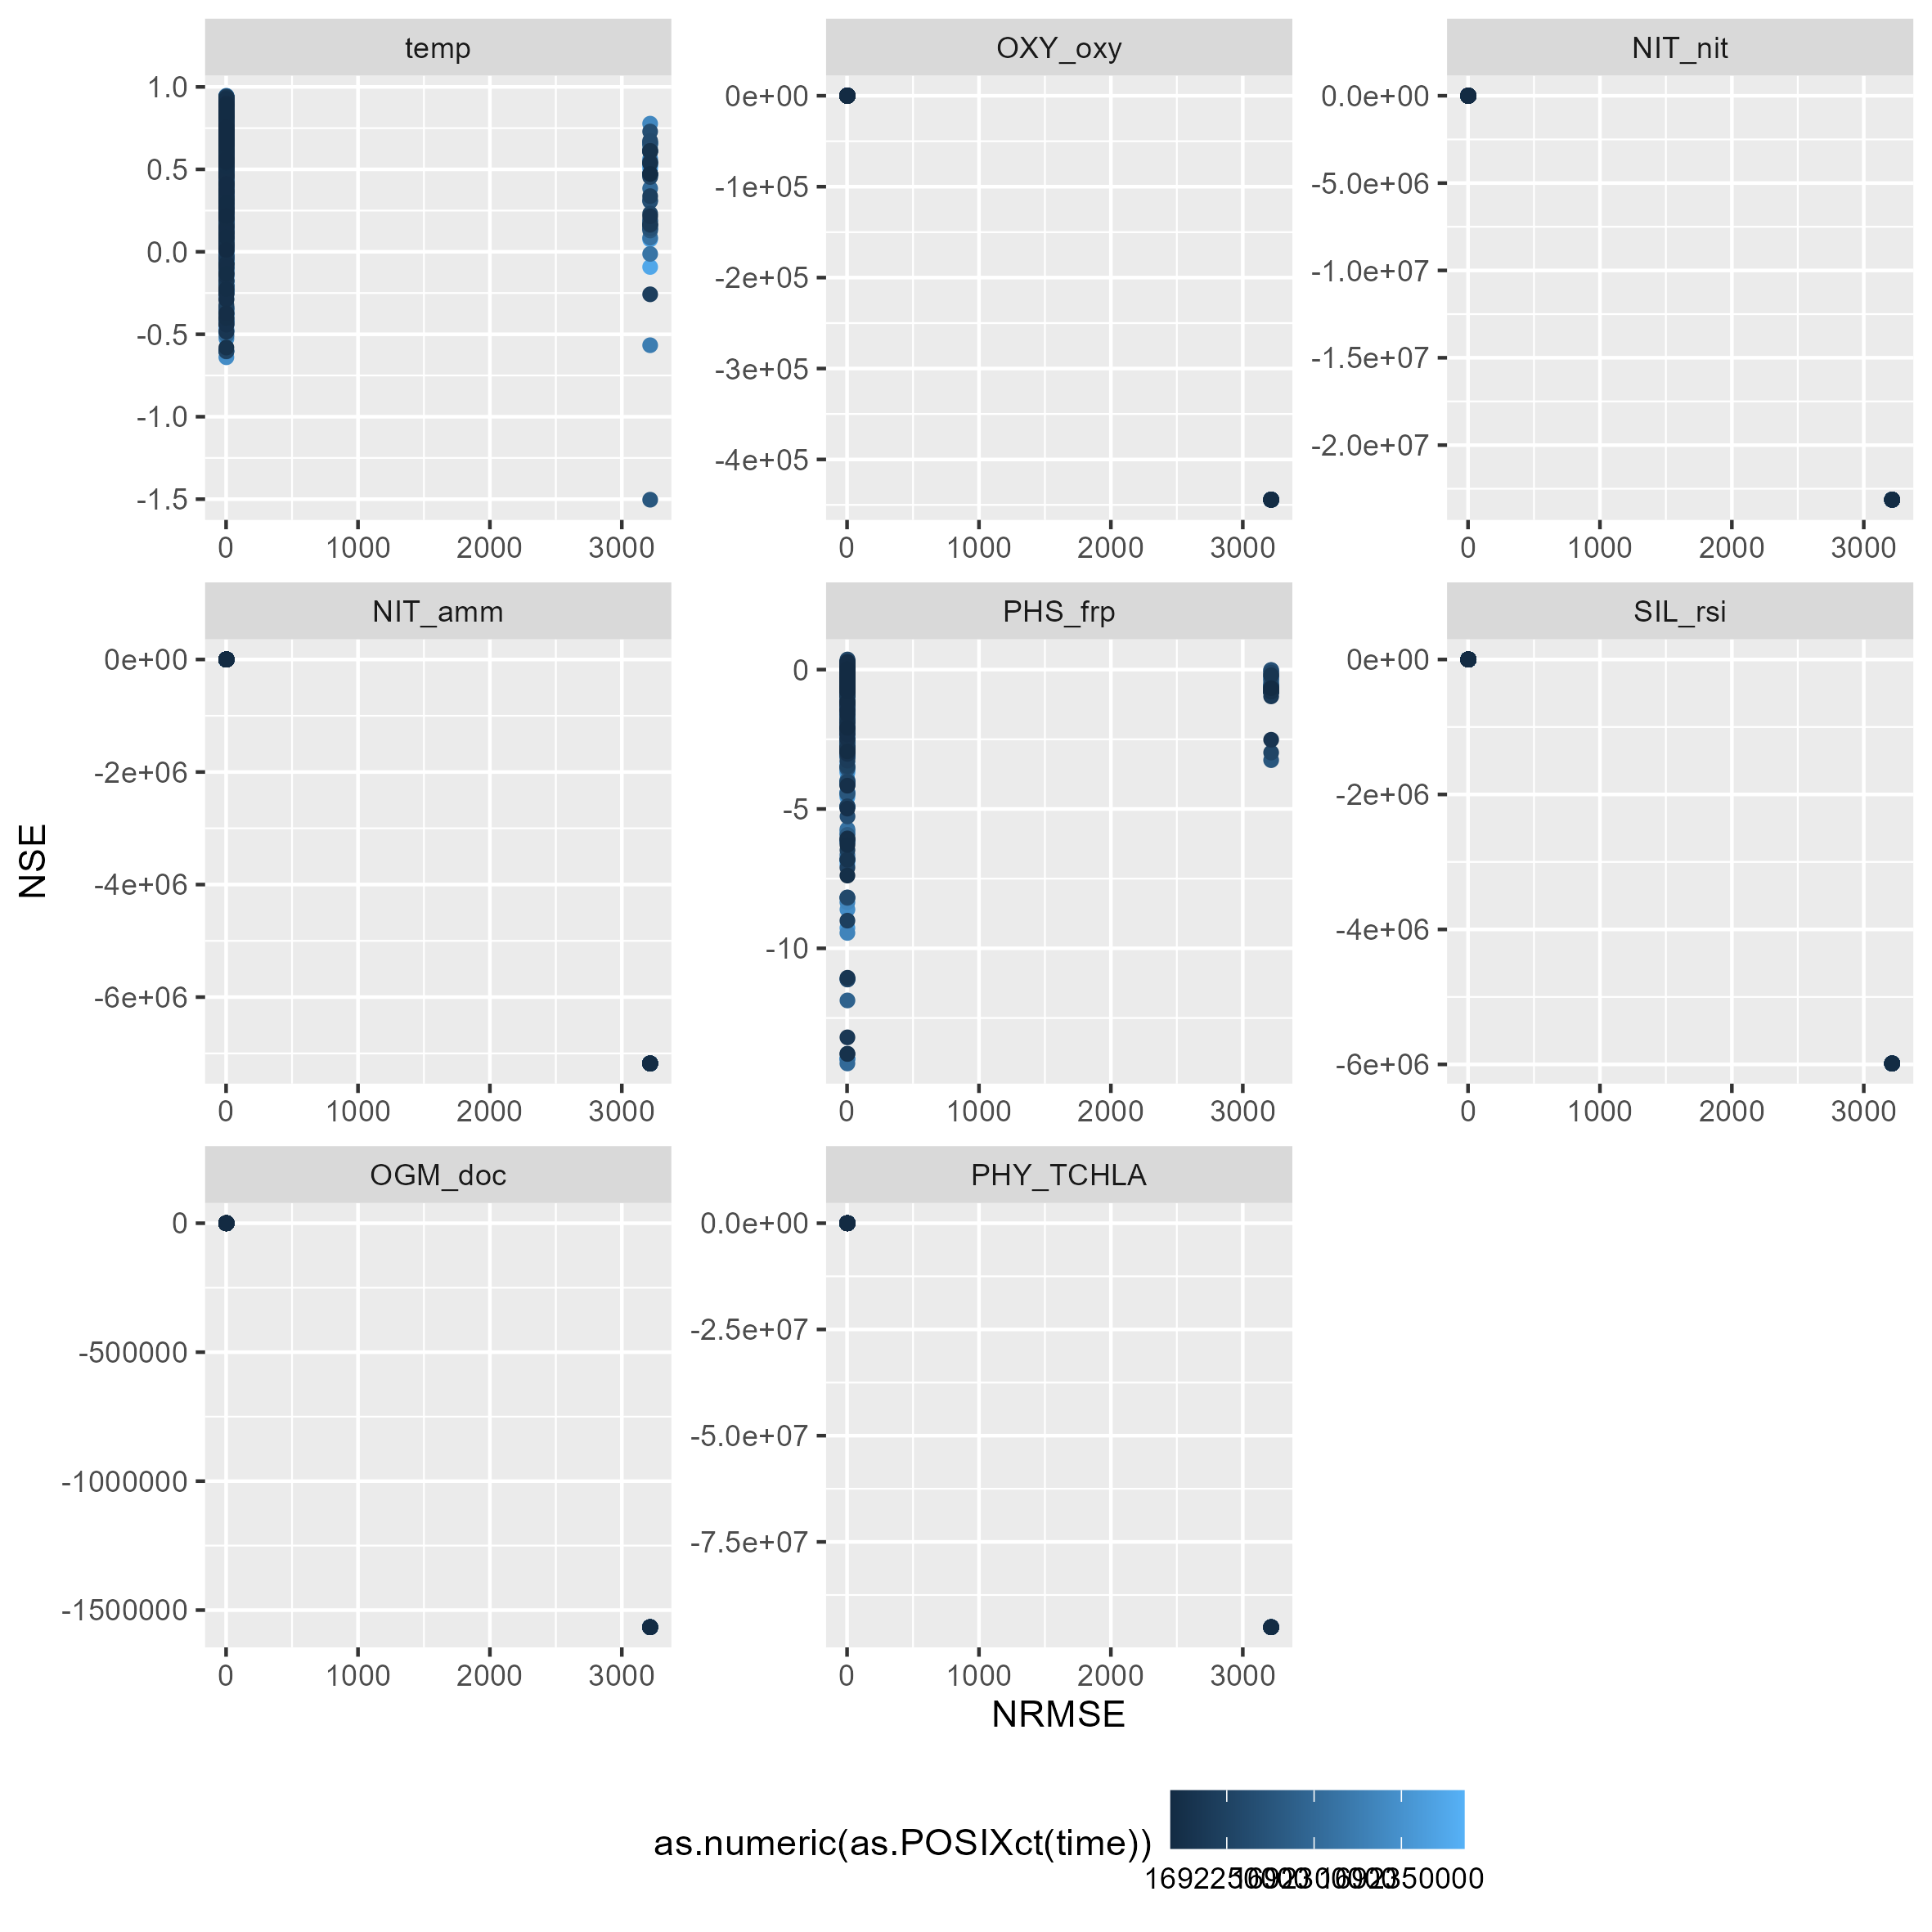 temp
OXY_oxy
NIT_nit
1.0
0.5
0.0
-0.5
-1.0
-1.5
0e+00
-1e+05
-2e+05
-3e+05
-4e+05
0.0e+00
-5.0e+06
-1.0e+07
-1.5e+07
-2.0e+07
0 1000 2000 3000
0 1000 2000 3000
0 1000 2000 3000
NIT_amm
PHS_frp
SIL_rsi
0e+00
-2e+06
-4e+06
-6e+06
0
-5
-10
0e+00
-2e+06
-4e+06
-6e+06
0 1000 2000 3000
0 1000 2000 3000
0 1000 2000 3000
NSE
OGM_doc
PHY_TCHLA
0
-500000
-1000000
-1500000
0.0e+00
-2.5e+07
-5.0e+07
-7.5e+07
0 1000 2000 3000
0 1000 2000 3000
NRMSE
as.numeric(as.POSIXct(time))
1692250000 1692300000 1692350000